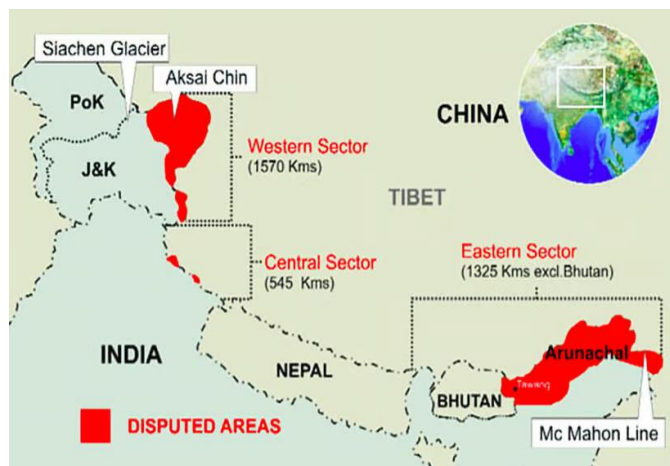 Siachen Glacier
Aksai Chin
PoK
CHINA
Western Sector
(1570 Kms)
J&K
TIBET
Central Sector
(545 Kms)
Eastern Sector
(1325 Kms excl.Bhutan)
INDIA
NEPAL
Arunachal
Tawang
BHUTAN
DISPUTED AREAS
Mc Mahon Line